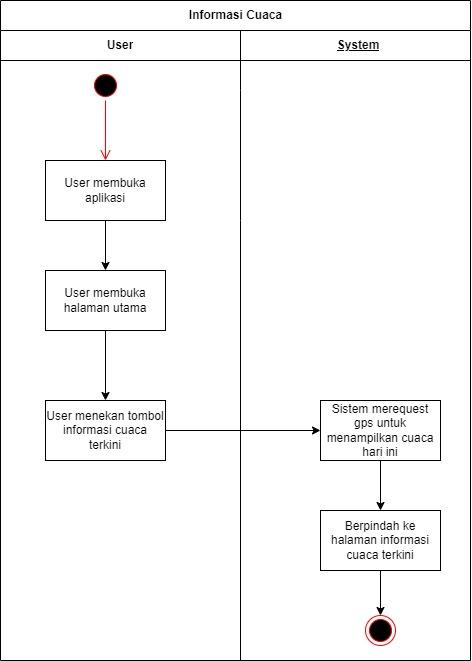 Informasi Cuaca
User
System
User membuka
aplikasi
User membuka
halaman utama
User menekan tombol
informasi cuaca
terkini
Sistem merequest
gps untuk
menampilkan cuaca
hari ini
Berpindah ke
halaman informasi
cuaca terkini